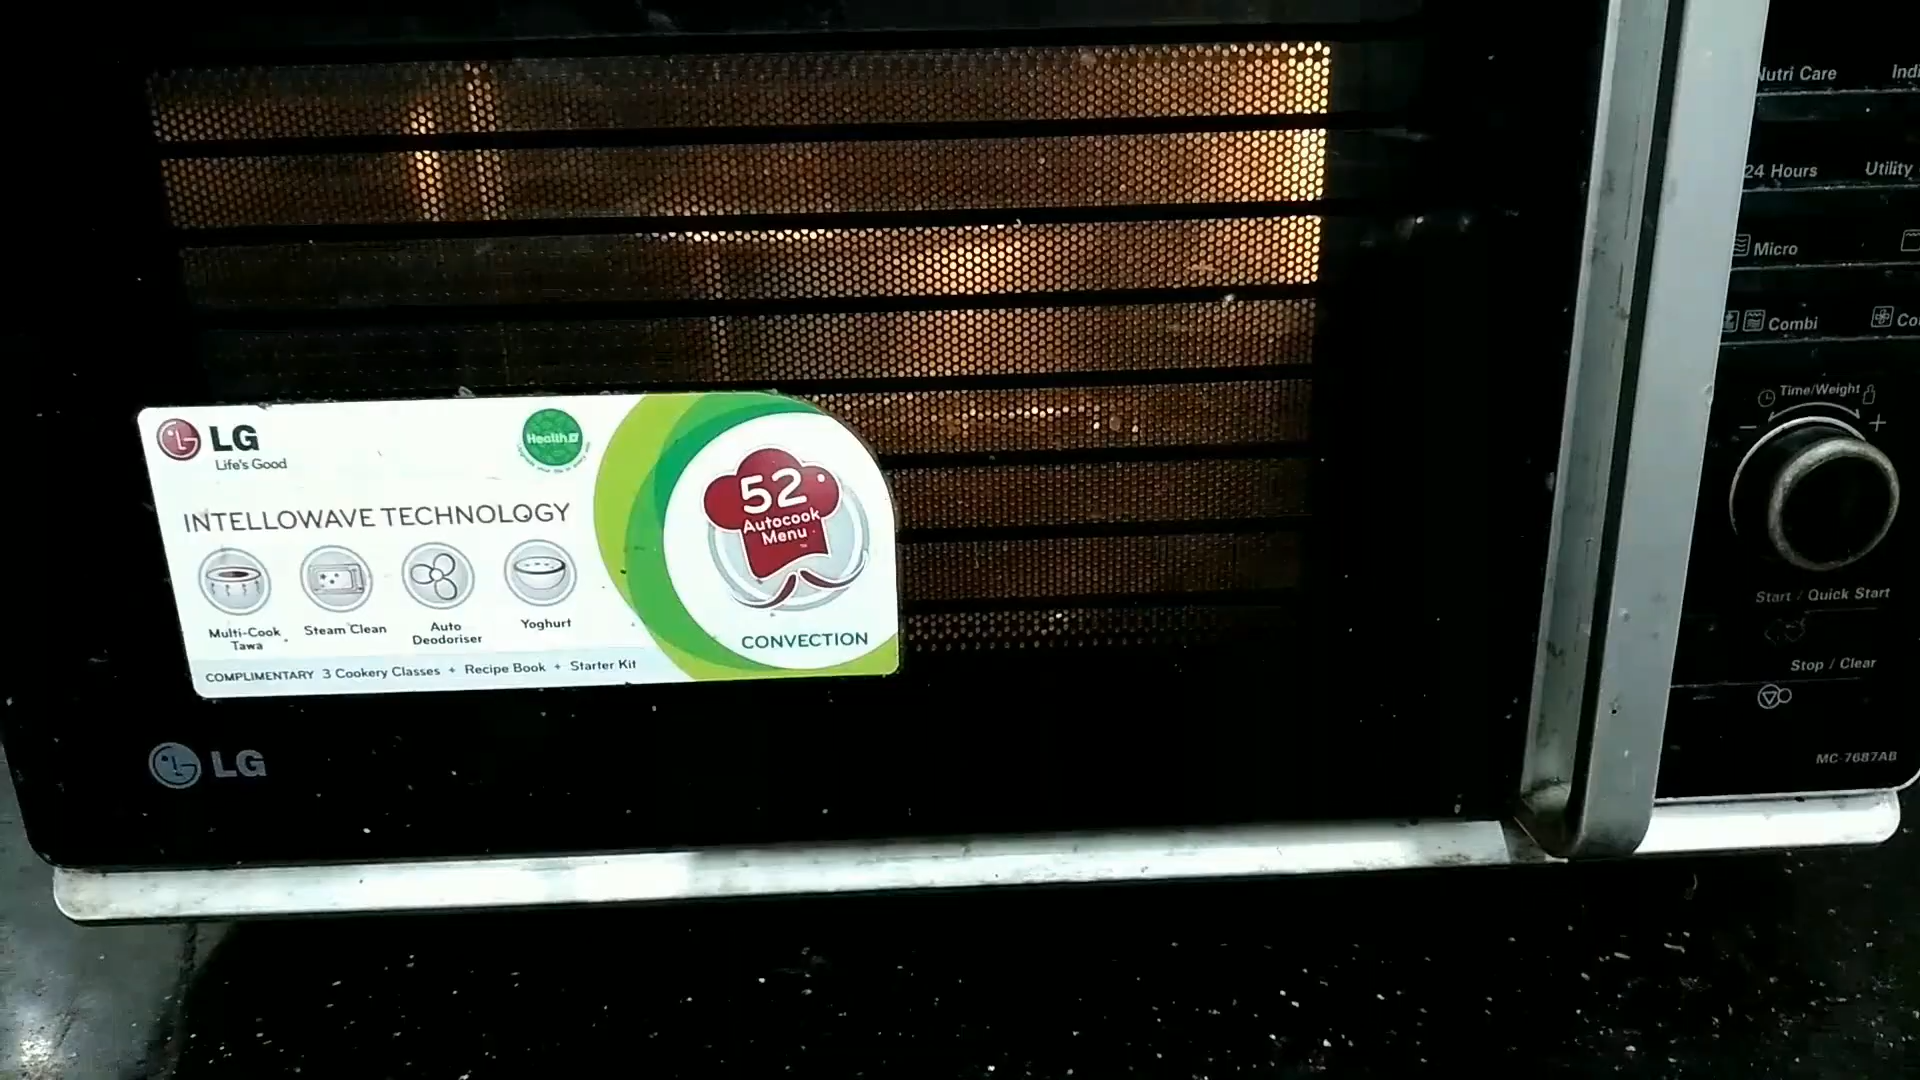 LG
Life's Good
Health+
INTELLOWAVE TECHNOLOGY
Multi-Cook Tawa
Steam Clean
Auto Deodoriser
Yoghurt
COMPLIMENTARY 3 Cookery Classes + Recipe Book + Starter Kit
52
Autocook
Menu
CONVECTION
LG
Nutri Care
24 Hours Utility
Micro
Combi
Time/Weight
− +
Start / Quick Start
Stop / Clear
MC-7687AB